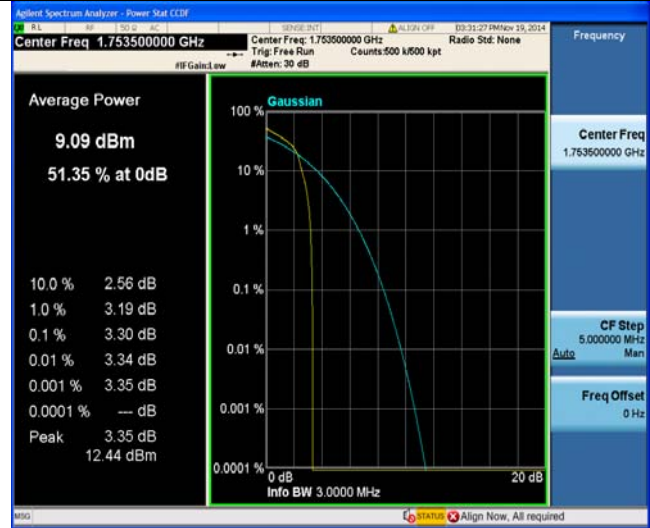 Agilent Spectrum Analyzer - Power Stat CCDF
RL RF 50 Ω AC SENSE:INT ALIGN OFF 03:31:27 PM Nov 19, 2014
Center Freq 1.753500000 GHz
Center Freq: 1.753500000 GHz Radio Std: None
Trig: Free Run Counts:500 k/500 kpt
#IFGain:Low #Atten: 30 dB
Frequency
Average Power
9.09 dBm
51.35 % at 0dB
10.0 % 2.56 dB
1.0 % 3.19 dB
0.1 % 3.30 dB
0.01 % 3.34 dB
0.001 % 3.35 dB
0.0001 % --- dB
Peak 3.35 dB
12.44 dBm
Gaussian
100 %
10 %
1 %
0.1 %
0.01 %
0.001 %
0.0001 %
0 dB 20 dB
Info BW 3.0000 MHz
Center Freq
1.753500000 GHz
CF Step
5.000000 MHz
Auto Man
Freq Offset
0 Hz
MSG STATUS Align Now, All required